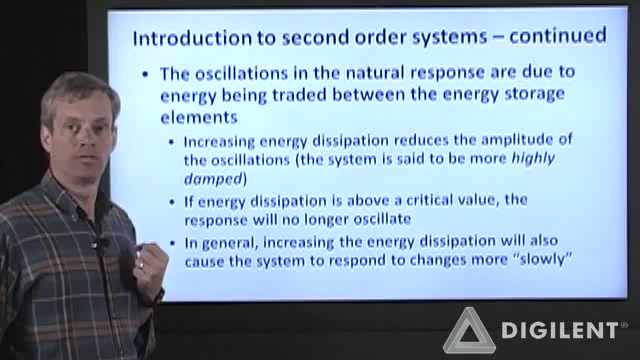 Introduction to second order systems – continued
• The oscillations in the natural response are due to
energy being traded between the energy storage
elements
• Increasing energy dissipation reduces the amplitude of
the oscillations (the system is said to be more highly
damped)
• If energy dissipation is above a critical value, the
response will no longer oscillate
• In general, increasing the energy dissipation will also
cause the system to respond to changes more “slowly”
DIGILENT®